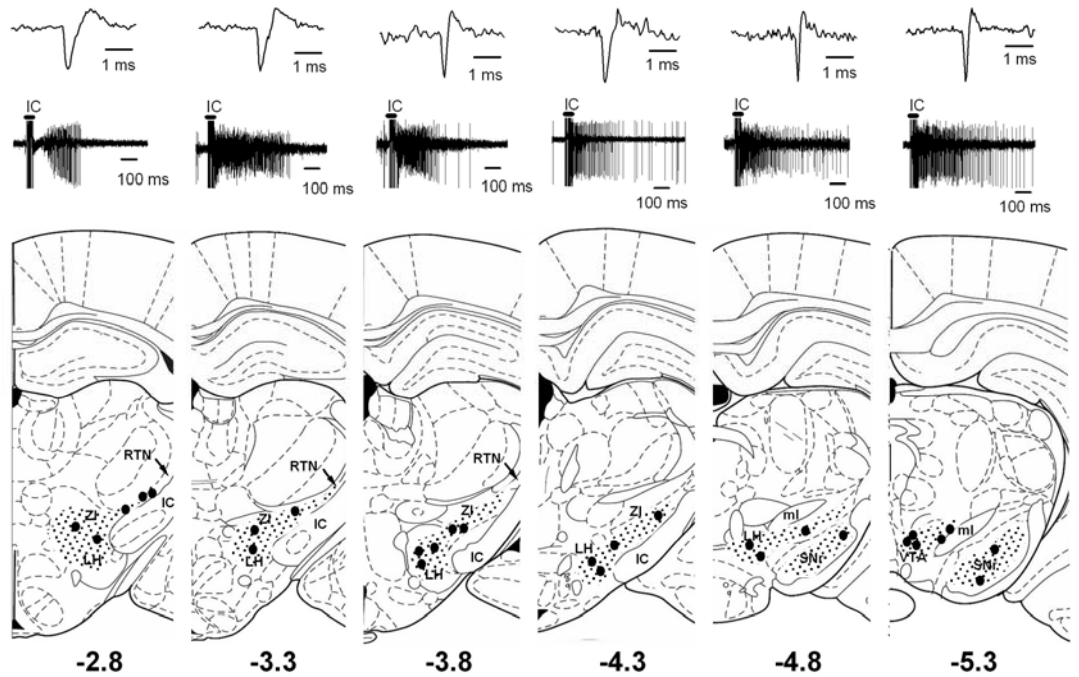 1 ms 1 ms 1 ms 1 ms 1 ms 1 ms
IC IC IC IC IC IC
100 ms 100 ms 100 ms 100 ms 100 ms 100 ms
RTN IC ZI LH
RTN IC ZI LH
RTN IC LH
ZI LH IC
ml LH SNr
ml VTA SNr
-2.8 -3.3 -3.8 -4.3 -4.8 -5.3